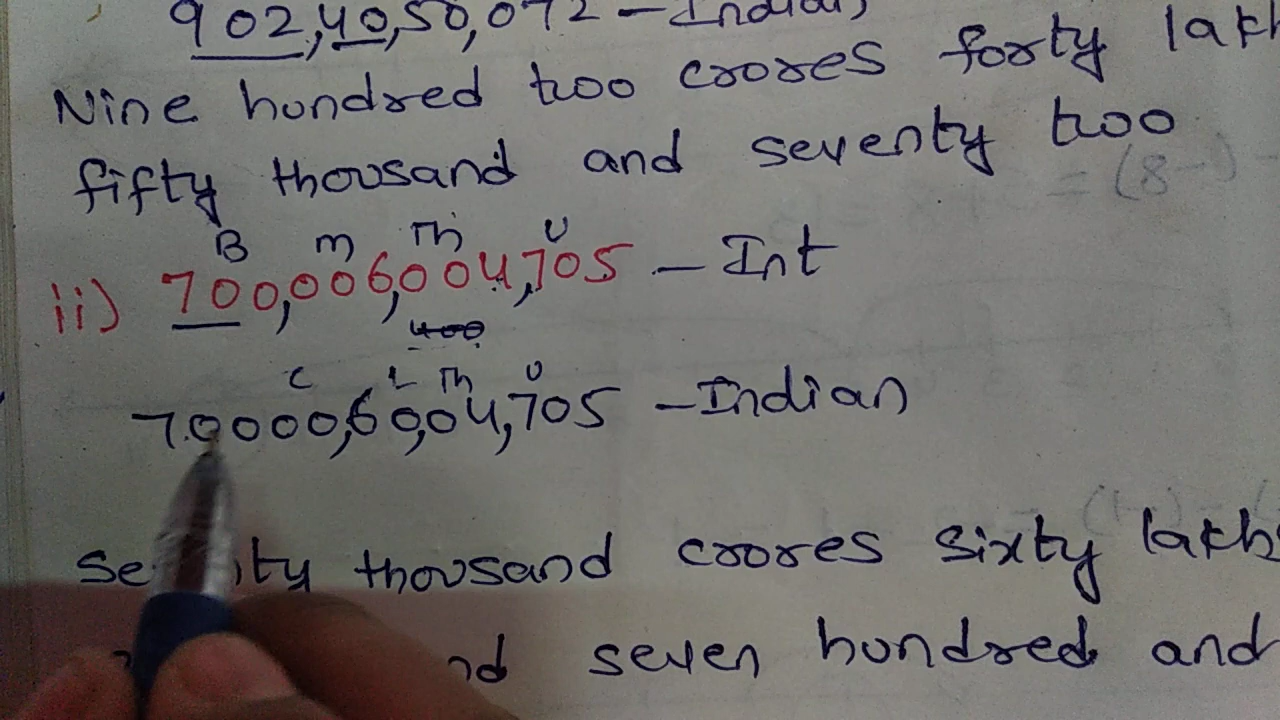 902,40,50,072 – Indian
Nine hundred two crores forty lakh
fifty thousand and seventy two
B M Th U
ii) 700,006,004,705 – Int
C L Th U
70000,60,04,705 – Indian
thousand crores sixty lakhs
seven hundred and